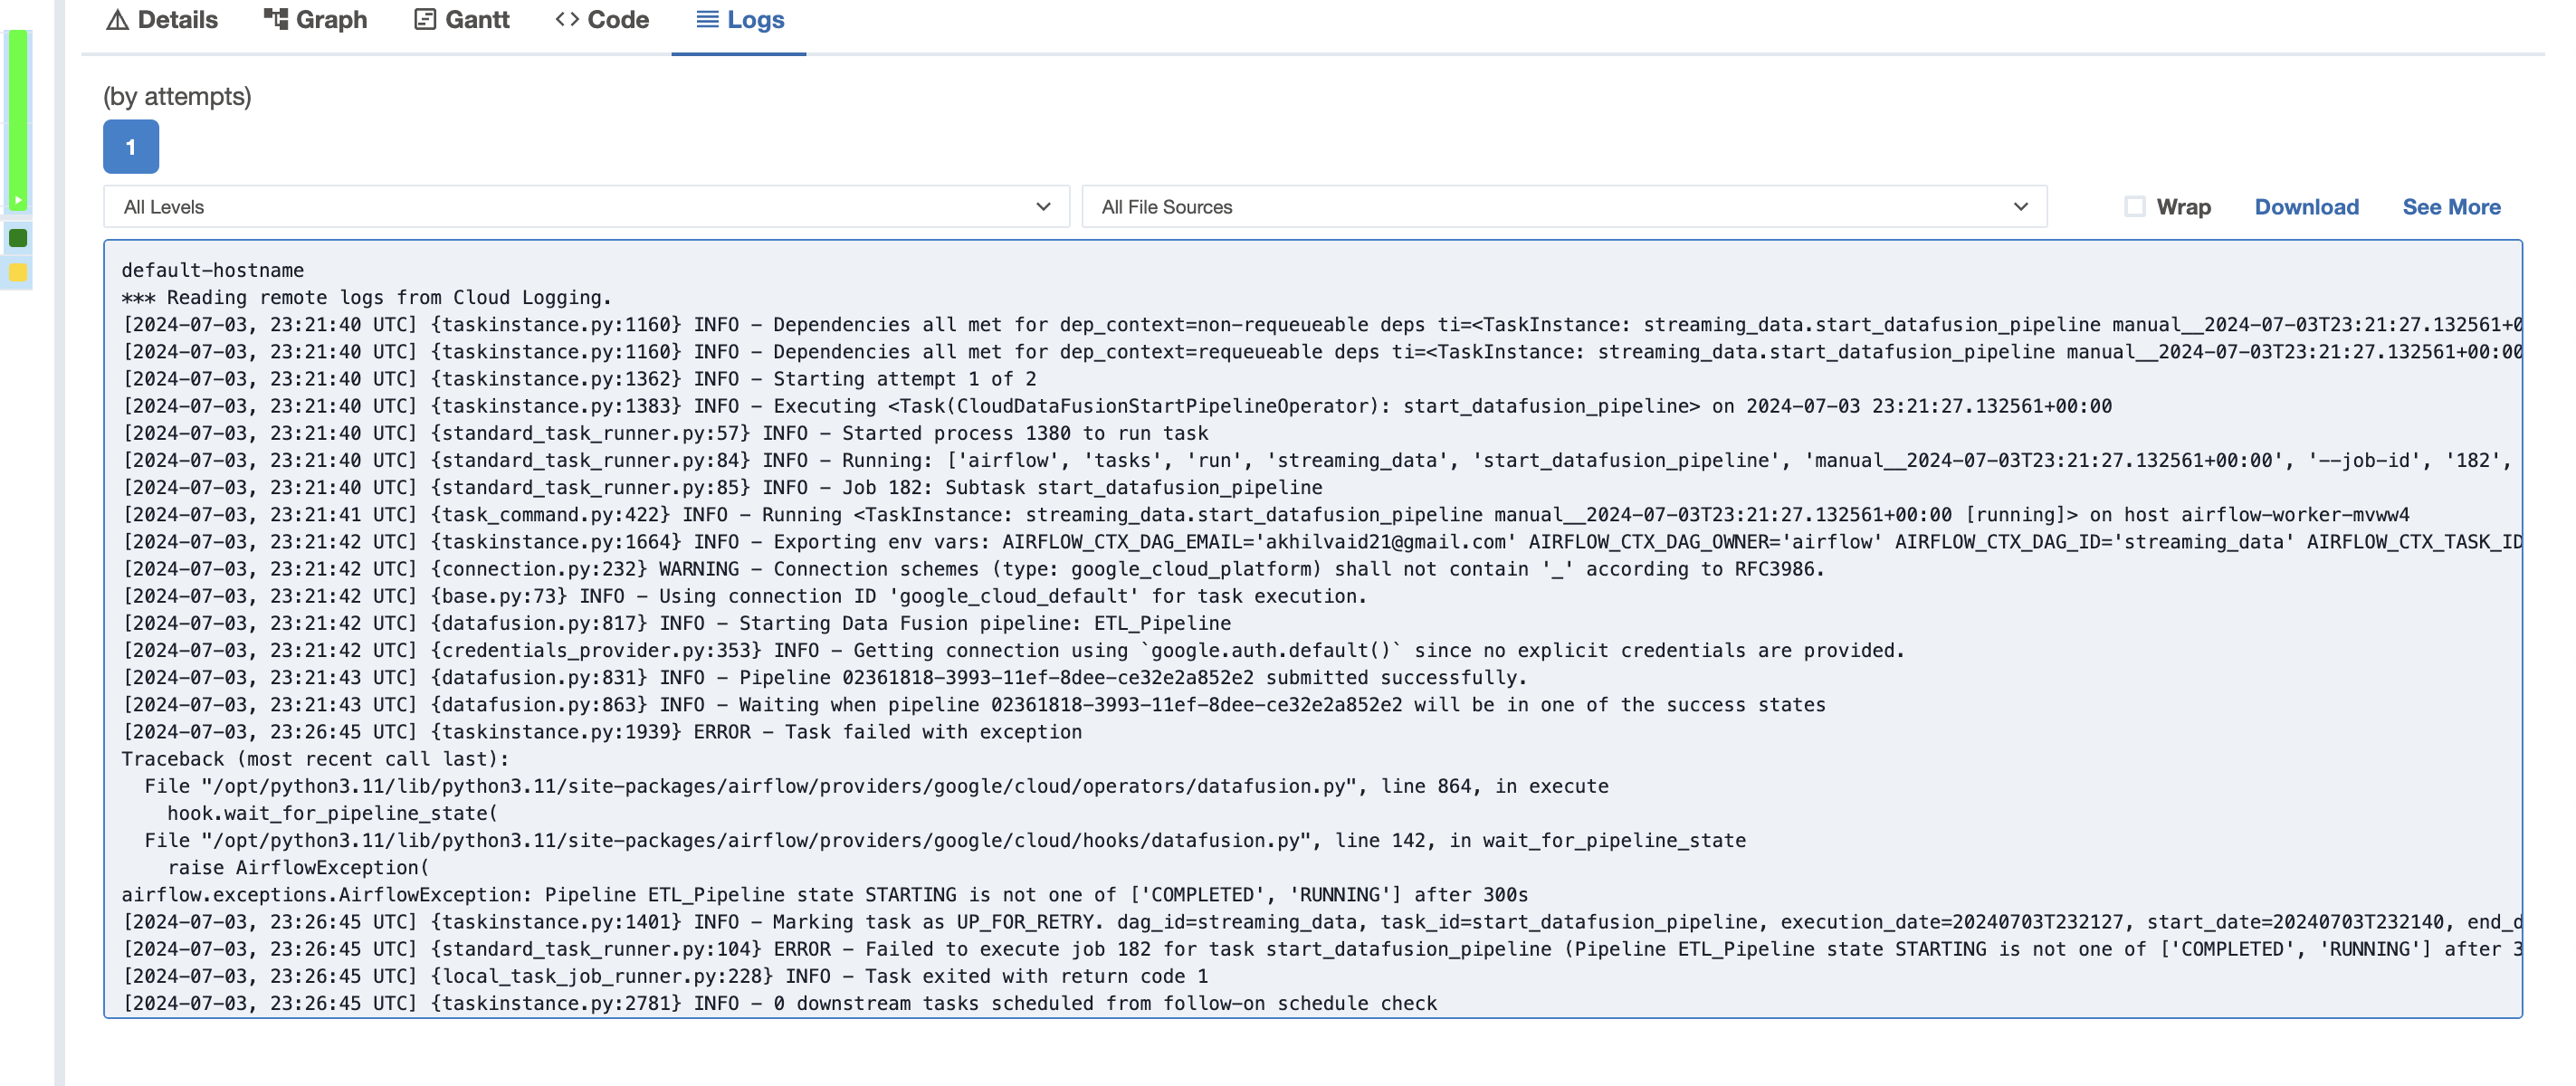 Details Graph Gantt Code Logs
(by attempts)
1
All Levels All File Sources Wrap Download See More
default-hostname
*** Reading remote logs from Cloud Logging.
[2024-07-03, 23:21:40 UTC] {taskinstance.py:1160} INFO - Dependencies all met for dep_context=non-requeueable deps ti=<TaskInstance: streaming_data.start_datafusion_pipeline manual__2024-07-03T23:21:27.132561+0
[2024-07-03, 23:21:40 UTC] {taskinstance.py:1160} INFO - Dependencies all met for dep_context=requeueable deps ti=<TaskInstance: streaming_data.start_datafusion_pipeline manual__2024-07-03T23:21:27.132561+00:00
[2024-07-03, 23:21:40 UTC] {taskinstance.py:1362} INFO - Starting attempt 1 of 2
[2024-07-03, 23:21:40 UTC] {taskinstance.py:1383} INFO - Executing <Task(CloudDataFusionStartPipelineOperator): start_datafusion_pipeline> on 2024-07-03 23:21:27.132561+00:00
[2024-07-03, 23:21:40 UTC] {standard_task_runner.py:57} INFO - Started process 1380 to run task
[2024-07-03, 23:21:40 UTC] {standard_task_runner.py:84} INFO - Running: ['airflow', 'tasks', 'run', 'streaming_data', 'start_datafusion_pipeline', 'manual__2024-07-03T23:21:27.132561+00:00', '--job-id', '182',
[2024-07-03, 23:21:40 UTC] {standard_task_runner.py:85} INFO - Job 182: Subtask start_datafusion_pipeline
[2024-07-03, 23:21:41 UTC] {task_command.py:422} INFO - Running <TaskInstance: streaming_data.start_datafusion_pipeline manual__2024-07-03T23:21:27.132561+00:00 [running]> on host airflow-worker-mvww4
[2024-07-03, 23:21:42 UTC] {taskinstance.py:1664} INFO - Exporting env vars: AIRFLOW_CTX_DAG_EMAIL='akhilvaid21@gmail.com' AIRFLOW_CTX_DAG_OWNER='airflow' AIRFLOW_CTX_DAG_ID='streaming_data' AIRFLOW_CTX_TASK_ID
[2024-07-03, 23:21:42 UTC] {connection.py:232} WARNING - Connection schemes (type: google_cloud_platform) shall not contain '_' according to RFC3986.
[2024-07-03, 23:21:42 UTC] {base.py:73} INFO - Using connection ID 'google_cloud_default' for task execution.
[2024-07-03, 23:21:42 UTC] {datafusion.py:817} INFO - Starting Data Fusion pipeline: ETL_Pipeline
[2024-07-03, 23:21:42 UTC] {credentials_provider.py:353} INFO - Getting connection using `google.auth.default()` since no explicit credentials are provided.
[2024-07-03, 23:21:43 UTC] {datafusion.py:831} INFO - Pipeline 02361818-3993-11ef-8dee-ce32e2a852e2 submitted successfully.
[2024-07-03, 23:21:43 UTC] {datafusion.py:863} INFO - Waiting when pipeline 02361818-3993-11ef-8dee-ce32e2a852e2 will be in one of the success states
[2024-07-03, 23:26:45 UTC] {taskinstance.py:1939} ERROR - Task failed with exception
Traceback (most recent call last):
  File "/opt/python3.11/lib/python3.11/site-packages/airflow/providers/google/cloud/operators/datafusion.py", line 864, in execute
    hook.wait_for_pipeline_state(
  File "/opt/python3.11/lib/python3.11/site-packages/airflow/providers/google/cloud/hooks/datafusion.py", line 142, in wait_for_pipeline_state
    raise AirflowException(
airflow.exceptions.AirflowException: Pipeline ETL_Pipeline state STARTING is not one of ['COMPLETED', 'RUNNING'] after 300s
[2024-07-03, 23:26:45 UTC] {taskinstance.py:1401} INFO - Marking task as UP_FOR_RETRY. dag_id=streaming_data, task_id=start_datafusion_pipeline, execution_date=20240703T232127, start_date=20240703T232140, end_d
[2024-07-03, 23:26:45 UTC] {standard_task_runner.py:104} ERROR - Failed to execute job 182 for task start_datafusion_pipeline (Pipeline ETL_Pipeline state STARTING is not one of ['COMPLETED', 'RUNNING'] after 3
[2024-07-03, 23:26:45 UTC] {local_task_job_runner.py:228} INFO - Task exited with return code 1
[2024-07-03, 23:26:45 UTC] {taskinstance.py:2781} INFO - 0 downstream tasks scheduled from follow-on schedule check